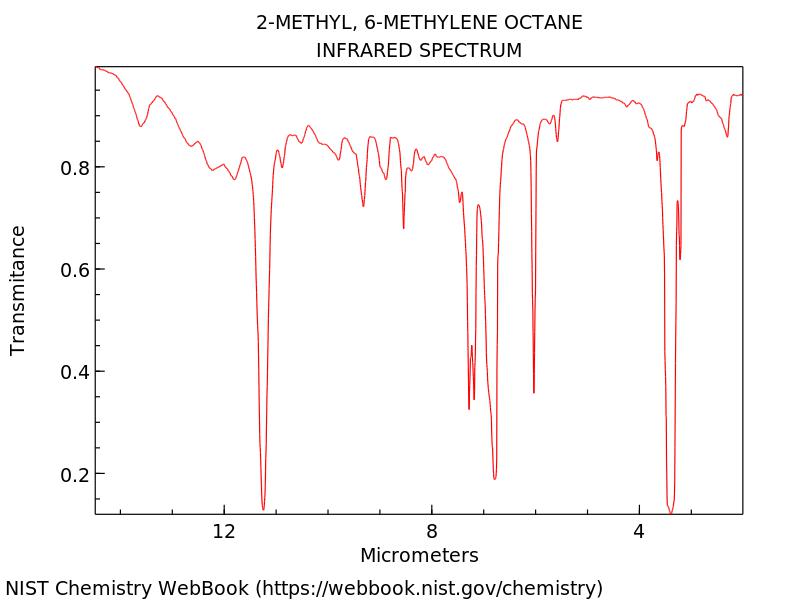 2-METHYL, 6-METHYLENE OCTANE
INFRARED SPECTRUM
0.8
0.6
0.4
0.2
Transmitance
12 8 4
Micrometers
NIST Chemistry WebBook (https://webbook.nist.gov/chemistry)